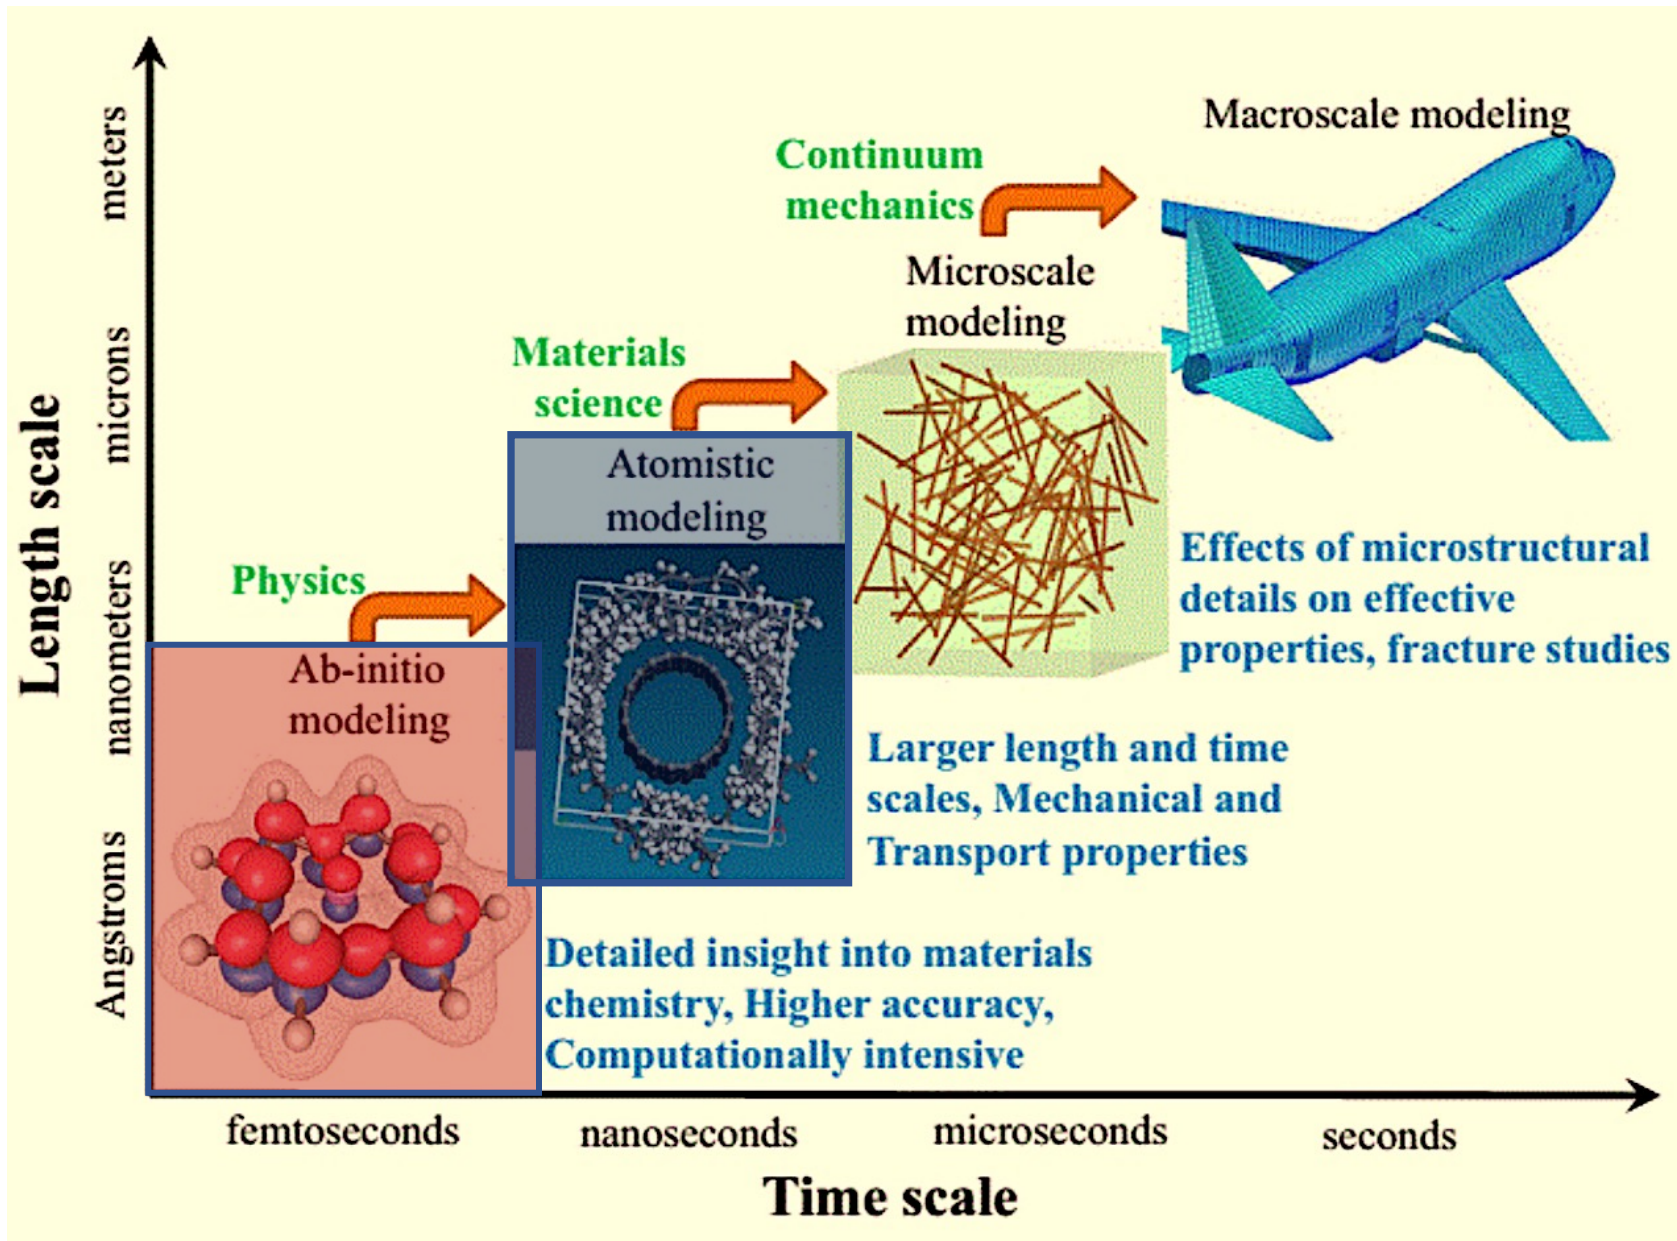 Macroscale modeling
Continuum
mechanics
Microscale
modeling
Materials
science
Atomistic
modeling
Physics
Ab-initio
modeling
Effects of microstructural
details on effective
properties, fracture studies
Larger length and time
scales, Mechanical and
Transport properties
Detailed insight into materials
chemistry, Higher accuracy,
Computationally intensive
Length scale
meters
microns
nanometers
Angstroms
femtoseconds
nanoseconds
microseconds
seconds
Time scale